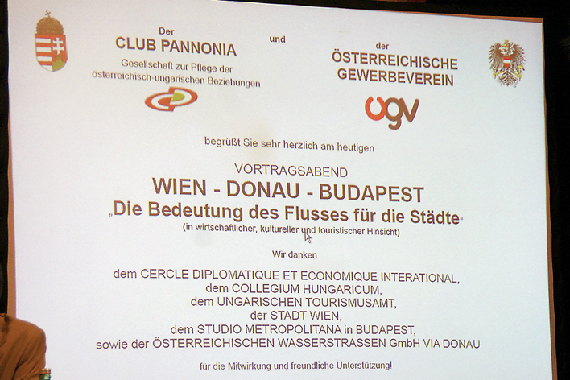 Der
CLUB PANNONIA
Gesellschaft zur Pflege der
österreichisch-ungarischen Beziehungen
und
der
ÖSTERREICHISCHE
GEWERBEVEREIN
ogv
begrüßt Sie sehr herzlich am heutigen
VORTRAGSABEND
WIEN - DONAU - BUDAPEST
„Die Bedeutung des Flusses für die Städte“
(in wirtschaftlicher, kultureller und touristischer Hinsicht)
Wir danken
dem CERCLE DIPLOMATIQUE ET ECONOMIQUE INTERATIONAL,
dem COLLEGIUM HUNGARICUM,
dem UNGARISCHEN TOURISMUSAMT,
der STADT WIEN,
dem STUDIO METROPOLITANA in BUDAPEST,
sowie der ÖSTERREICHISCHEN WASSERSTRASSEN GmbH VIA DONAU
für die Mitwirkung und freundliche Unterstützung!